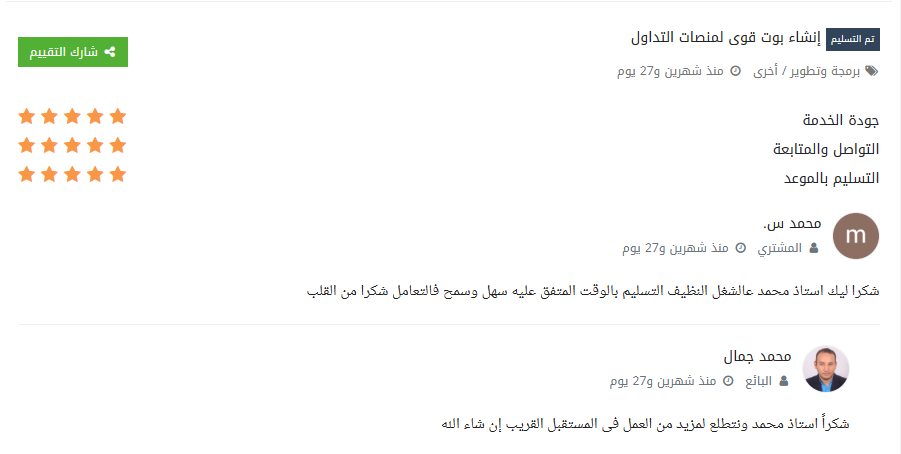 تم التسليم إنشاء بوت قوى لمنصات التداول
شارك التقييم
برمجة وتطوير / أخرى منذ شهرين و27 يوم
جودة الخدمة
التواصل والمتابعة
التسليم بالموعد
m
محمد س.
المشتري منذ شهرين و27 يوم
شكرا ليك استاذ محمد عالشغل النظيف التسليم بالوقت المتفق عليه سهل وسمح فالتعامل شكرا من القلب
محمد جمال
البائع منذ شهرين و27 يوم
شكراً استاذ محمد ونتطلع لمزيد من العمل فى المستقبل القريب إن شاء الله